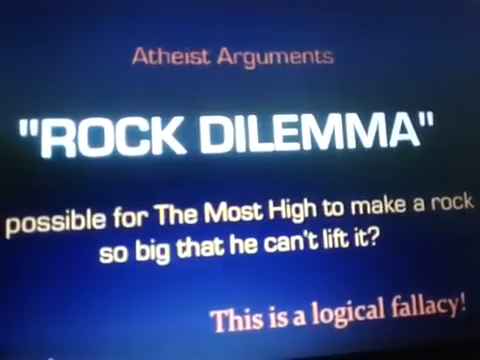 Atheist Arguments
"ROCK DILEMMA"
possible for The Most High to make a rock
so big that he can't lift it?
This is a logical fallacy!